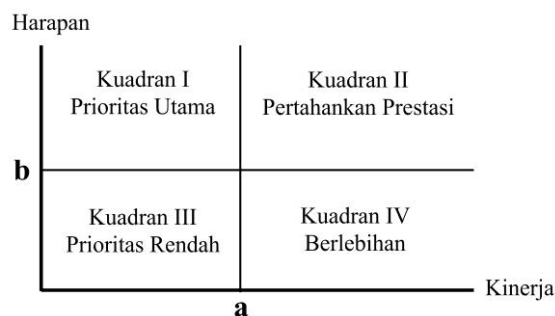 Harapan
Kuadran I
Prioritas Utama
Kuadran II
Pertahankan Prestasi
b
Kuadran III
Prioritas Rendah
Kuadran IV
Berlebihan
Kinerja
a